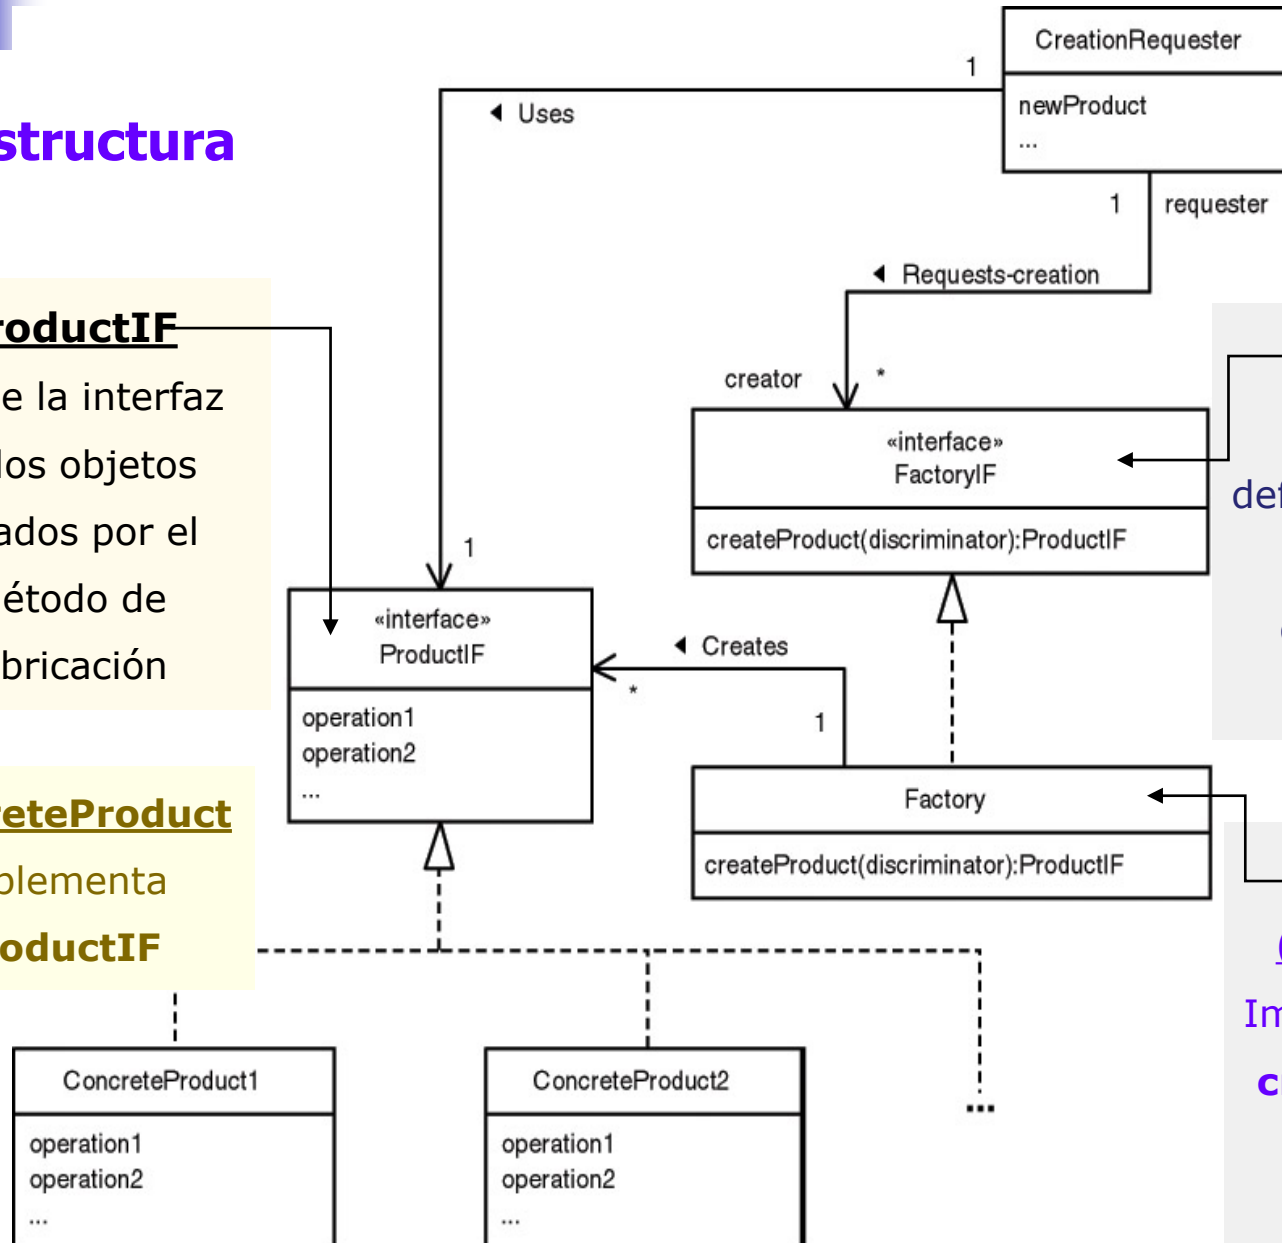 structura
roductIF
e la interfaz
los objetos
ados por el
étodo de
bricación
reteProduct
plementa
oductIF
CreationRequester
newProduct
...
1
◀ Uses
1
1
requester
◀ Requests-creation
creator
*
«interface»
FactoryIF
createProduct(discriminator):ProductIF
def
«interface»
ProductIF
operation1
operation2
...
◀ Creates
*
1
Factory
createProduct(discriminator):ProductIF
(
Im
c
ConcreteProduct1
operation1
operation2
...
ConcreteProduct2
operation1
operation2
...
...